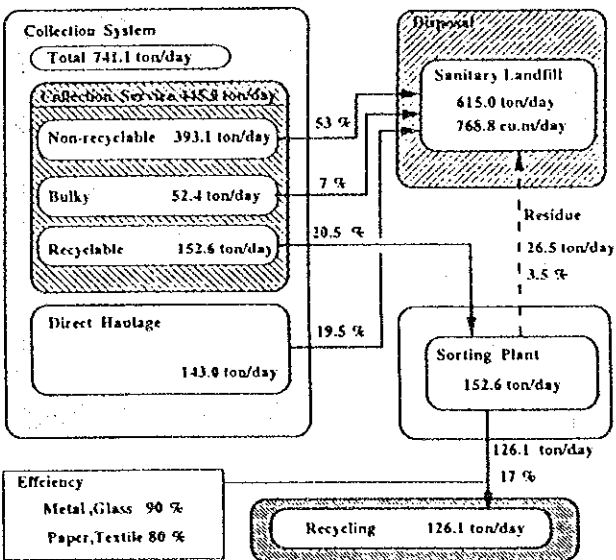 Collection System
Total 741.1 ton/day
Collection Service 445.9 ton/day
Non-recyclable 393.1 ton/day
Bulky 52.4 ton/day
Recyclable 152.6 ton/day
Direct Haulage
143.0 ton/day
53 %
7 %
20.5 %
19.5 %
Disposal
Sanitary Landfill
615.0 ton/day
768.8 cu.m/day
Residue
26.5 ton/day
3.5 %
Sorting Plant
152.6 ton/day
126.1 ton/day
17 %
Effciency
Metal,Glass 90 %
Paper,Textile 80 %
Recycling 126.1 ton/day